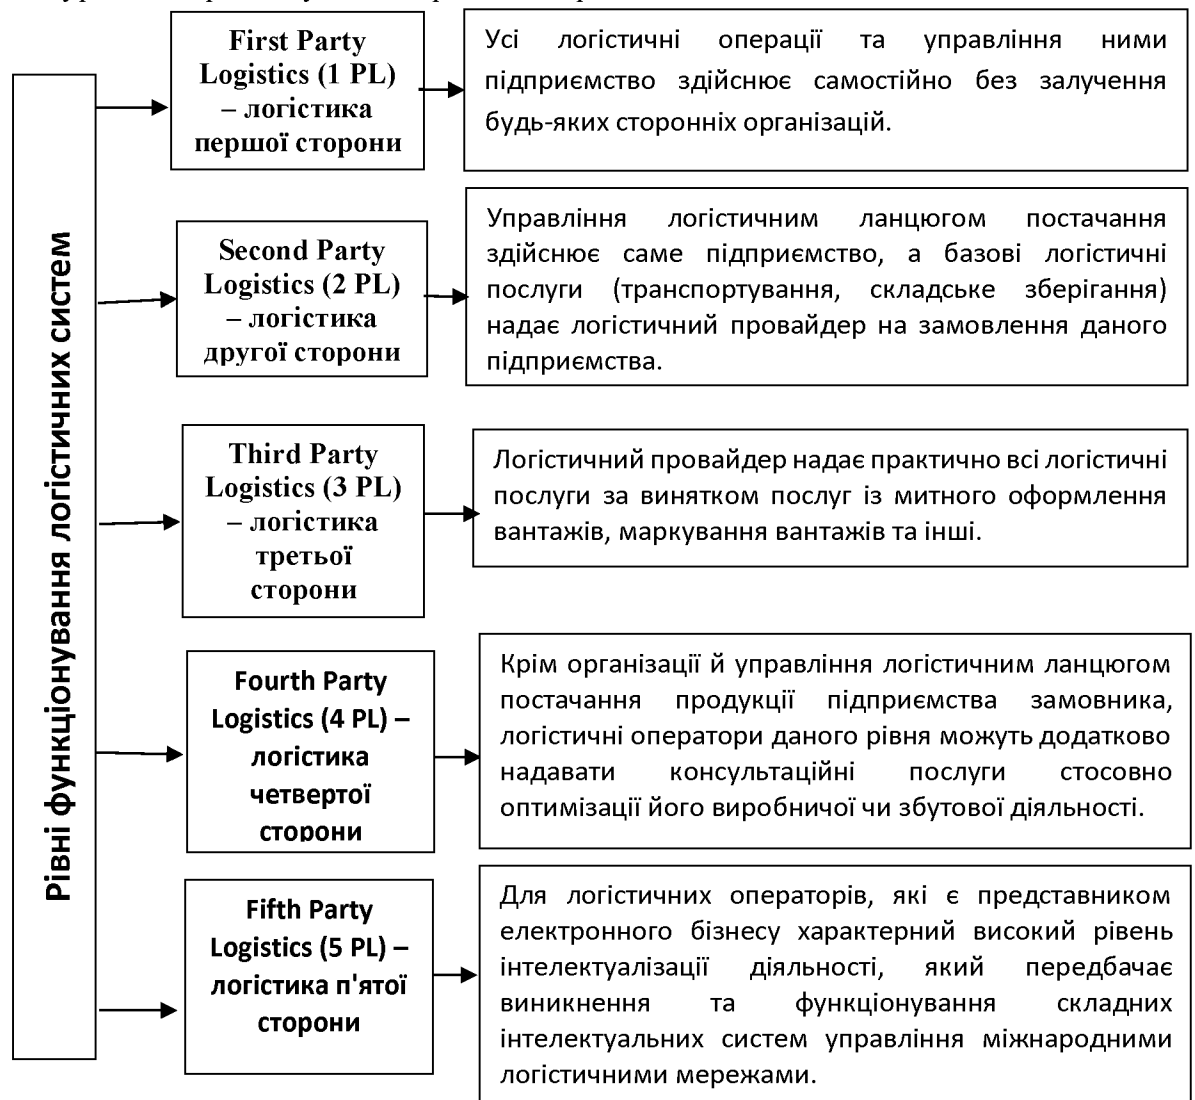 Рівні функціонування логістичних систем
First Party
Logistics (1 PL)
– логістика
першої сторони
Усі логістичні операції та управління ними
підприємство здійснює самостійно без залучення
будь-яких сторонніх організацій.
Second Party
Logistics (2 PL)
– логістика
другої сторони
Управління логістичним ланцюгом постачання
здійснює саме підприємство, а базові логістичні
послуги (транспортування, складське зберігання)
надає логістичний провайдер на замовлення даного
підприємства.
Third Party
Logistics (3 PL)
– логістика
третьої
сторони
Логістичний провайдер надає практично всі логістичні
послуги за винятком послуг із митного оформлення
вантажів, маркування вантажів та інші.
Fourth Party
Logistics (4 PL) –
логістика
четвертої
сторони
Крім організації й управління логістичним ланцюгом
постачання продукції підприємства замовника,
логістичні оператори даного рівня можуть додатково
надавати консультаційні послуги стосовно
оптимізації його виробничої чи збутової діяльності.
Fifth Party
Logistics (5 PL) –
логістика п'ятої
сторони
Для логістичних операторів, які є представником
електронного бізнесу характерний високий рівень
інтелектуалізації діяльності, який передбачає
виникнення та функціонування складних
інтелектуальних систем управління міжнародними
логістичними мережами.